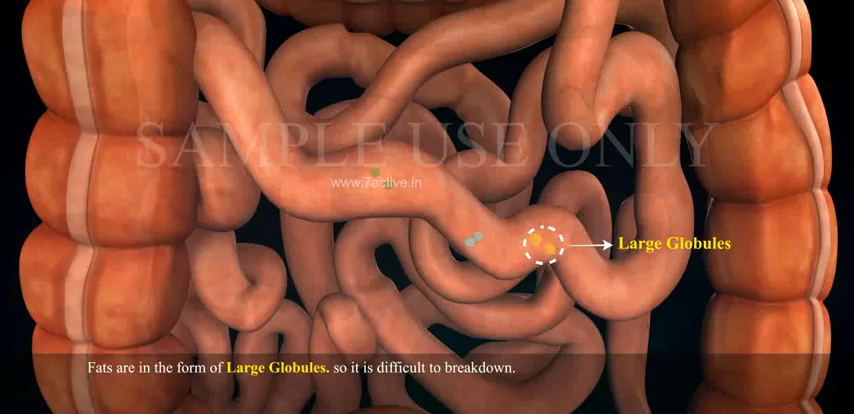 SAMPLE USE ONLY
www.7active.in
Large Globules
Fats are in the form of Large Globules. so it is difficult to breakdown.